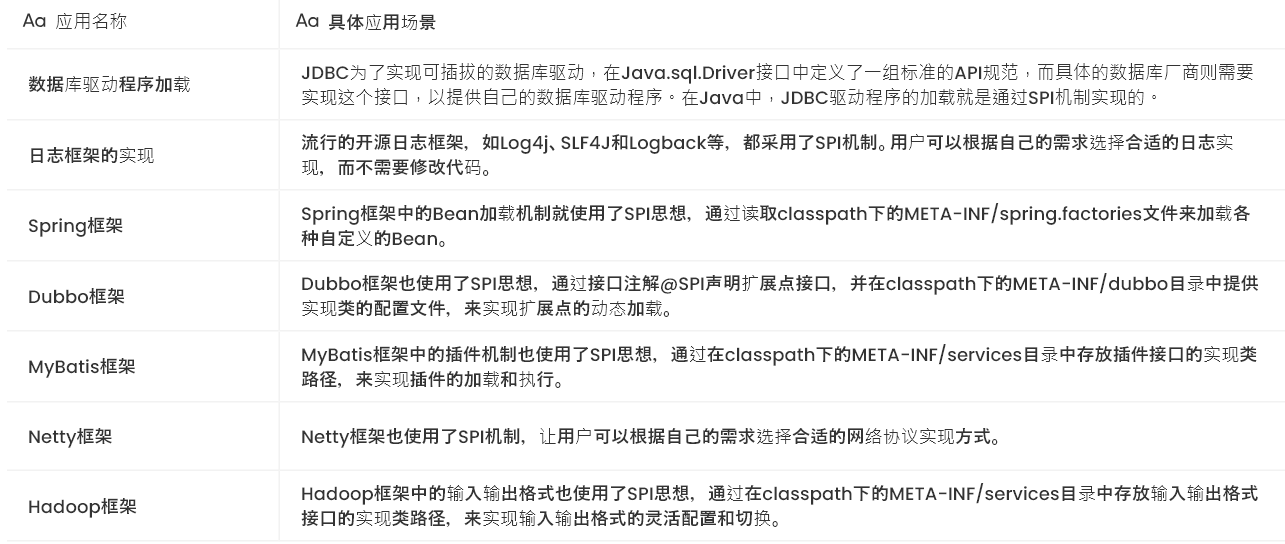 Aa 应用名称
Aa 具体应用场景
数据库驱动程序加载
JDBC为了实现可插拔的数据库驱动，在Java.sql.Driver接口中定义了一组标准的API规范，而具体的数据库厂商则需要
实现这个接口，以提供自己的数据库驱动程序。在Java中，JDBC驱动程序的加载就是通过SPI机制实现的。
日志框架的实现
流行的开源日志框架，如Log4j、SLF4J和Logback等，都采用了SPI机制。用户可以根据自己的需求选择合适的日志实
现，而不需要修改代码。
Spring框架
Spring框架中的Bean加载机制就使用了SPI思想，通过读取classpath下的META-INF/spring.factories文件来加载各
种自定义的Bean。
Dubbo框架
Dubbo框架也使用了SPI思想，通过接口注解@SPI声明扩展点接口，并在classpath下的META-INF/dubbo目录中提供
实现类的配置文件，来实现扩展点的动态加载。
MyBatis框架
MyBatis框架中的插件机制也使用了SPI思想，通过在classpath下的META-INF/services目录中存放插件接口的实现类
路径，来实现插件的加载和执行。
Netty框架
Netty框架也使用了SPI机制，让用户可以根据自己的需求选择合适的网络协议实现方式。
Hadoop框架
Hadoop框架中的输入输出格式也使用了SPI思想，通过在classpath下的META-INF/services目录中存放输入输出格式
接口的实现类路径，来实现输入输出格式的灵活配置和切换。